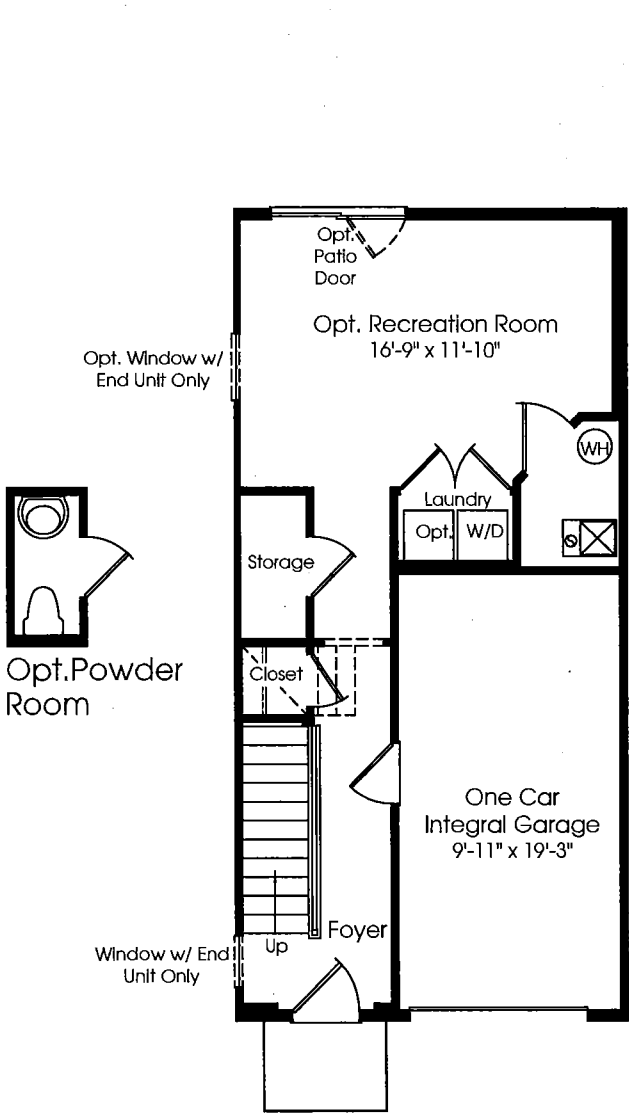 Opt.
Patio
Door
Opt. Recreation Room
16'-9" x 11'-10"
Opt. Window w/
End Unit Only
WH
Laundry
Opt. W/D
Storage
Closet
Opt.Powder
Room
One Car
Integral Garage
9'-11" x 19'-3"
Foyer
Up
Window w/ End
Unit Only